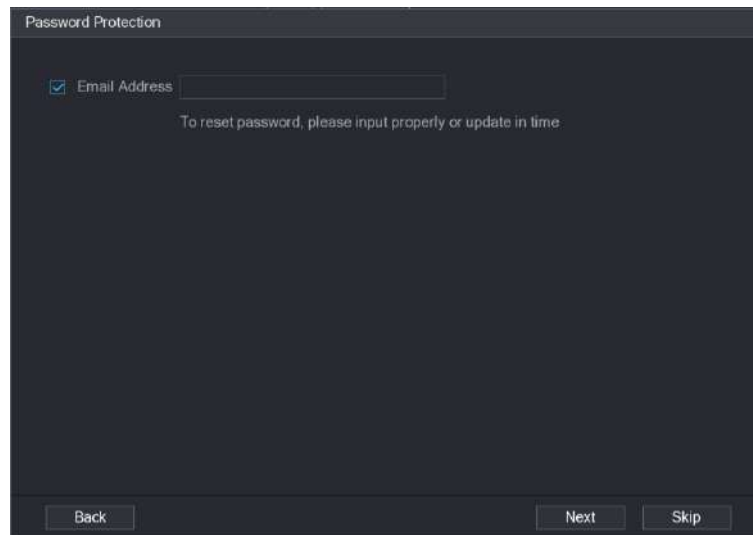 Password Protection
Email Address
To reset password, please input properly or update in time
Back Next Skip